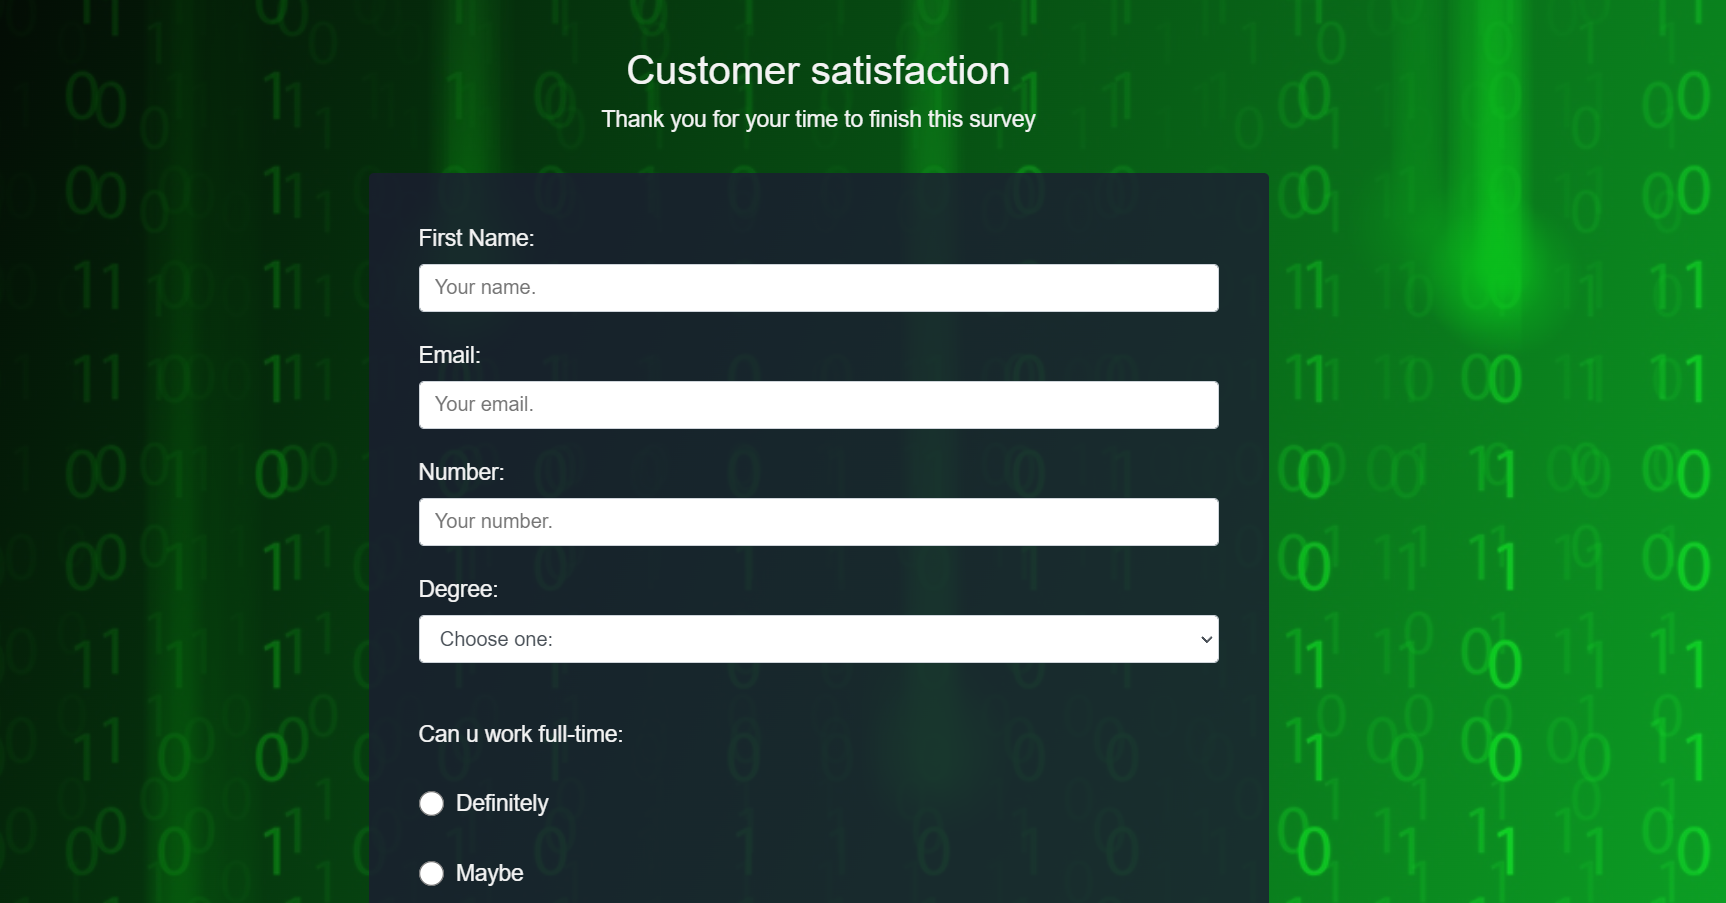 Customer satisfaction
Thank you for your time to finish this survey
First Name:
Your name.
Email:
Your email.
Number:
Your number.
Degree:
Choose one:
Can u work full-time:
Definitely
Maybe